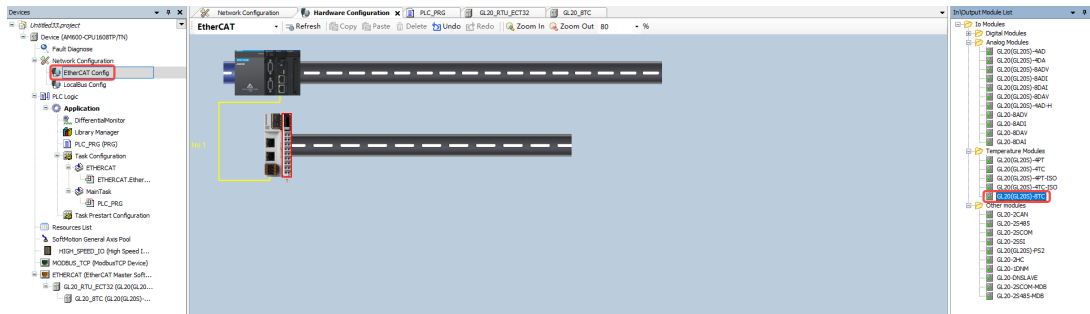 Devices
Untitled33.project
Device (AM600-CPU1608TP/TN)
Fault Diagnose
Network Configuration
EtherCAT Config
LocalBus Config
PLC Logic
Application
DifferentialMonitor
Library Manager
PLC_PRG (PRG)
Task Configuration
ETHERCAT
ETHERCAT.Ether...
MainTask
PLC_PRG
Task Prestart Configuration
Resources List
SoftMotion General Axis Pool
HIGH_SPEED_IO (High Speed I...
MODBUS_TCP (ModbusTCP Device)
ETHERCAT (EtherCAT Master Soft...
GL20_RTU_ECT32 (GL20(GL20...
GL20_8TC (GL20(GL20S)-...
Network Configuration
Hardware Configuration
PLC_PRG
GL20_RTU_ECT32
GL20_8TC
EtherCAT
Refresh
Copy
Paste
Delete
Undo
Redo
Zoom In
Zoom Out
80
%
1
In\Output Module List
Io Modules
Digital Modules
Analog Modules
GL20(GL20S)-4AD
GL20(GL20S)-4DA
GL20(GL20S)-8ADV
GL20(GL20S)-8ADI
GL20(GL20S)-8DAI
GL20(GL20S)-8DAV
GL20(GL20S)-4AD-H
GL20-8ADV
GL20-8ADI
GL20-8DAV
GL20-8DAI
Temperature Modules
GL20(GL20S)-4PT
GL20(GL20S)-4TC
GL20(GL20S)-4PT-ISO
GL20(GL20S)-4TC-ISO
GL20(GL20S)-8TC
Other modules
GL20-2CAN
GL20-2S485
GL20-2SCOM
GL20-2SSI
GL20(GL20S)-PS2
GL20-2HC
GL20-1DNM
GL20-DNSLAVE
GL20-2SCOM-MDB
GL20-2S485-MDB